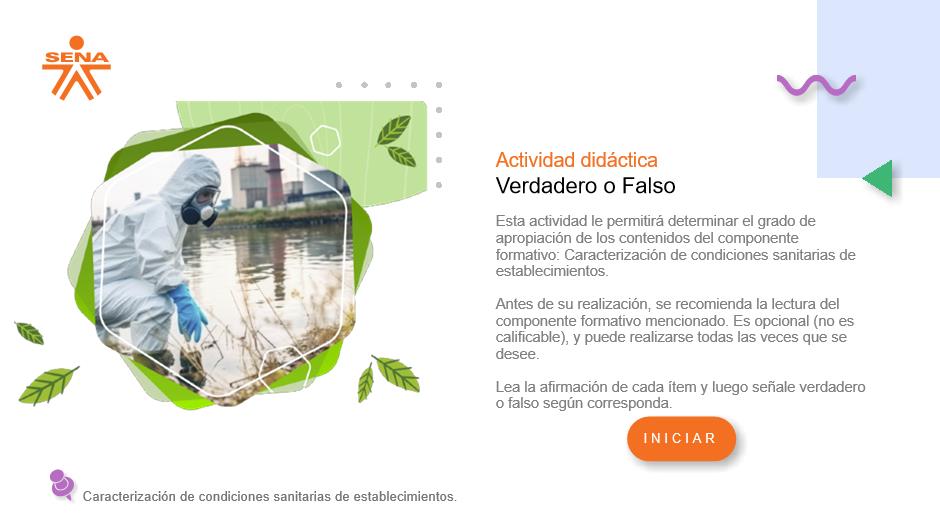 SENA
Actividad didáctica
Verdadero o Falso
Esta actividad le permitirá determinar el grado de
apropiación de los contenidos del componente
formativo: Caracterización de condiciones sanitarias de
establecimientos.
Antes de su realización, se recomienda la lectura del
componente formativo mencionado. Es opcional (no es
calificable), y puede realizarse todas las veces que se
desee.
Lea la afirmación de cada ítem y luego señale verdadero
o falso según corresponda.
INICIAR
Caracterización de condiciones sanitarias de establecimientos.